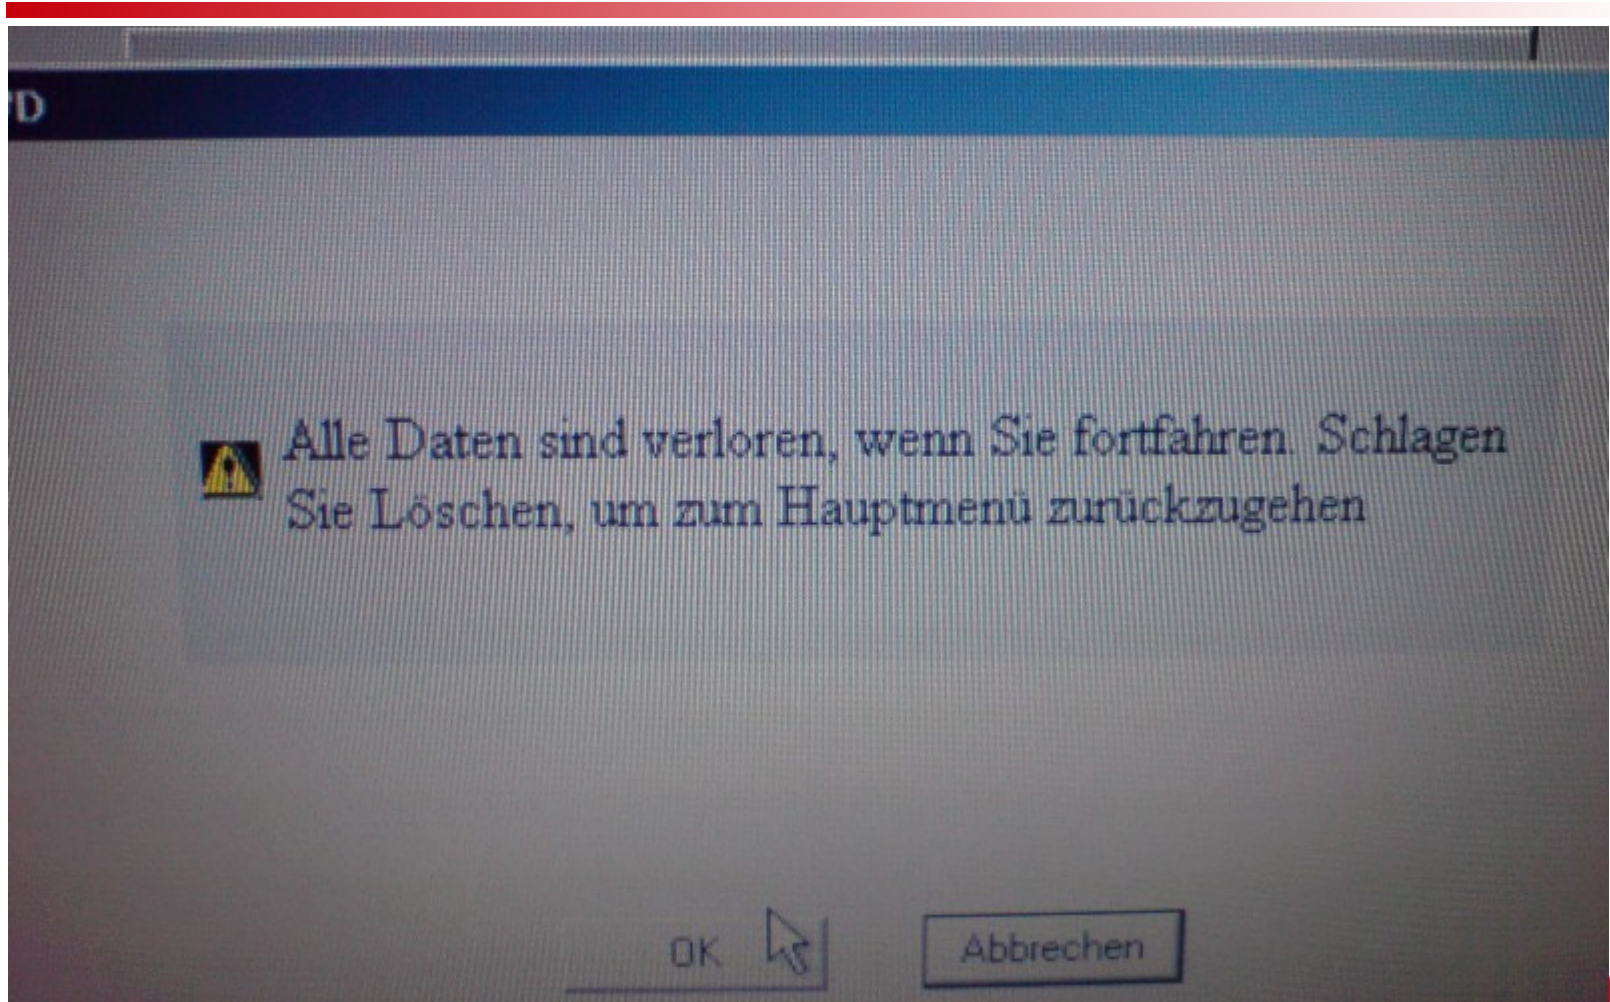 D
Alle Daten sind verloren, wenn Sie fortfahren. Schlagen
Sie Löschen, um zum Hauptmenü zurückzugehen
OK
Abbrechen